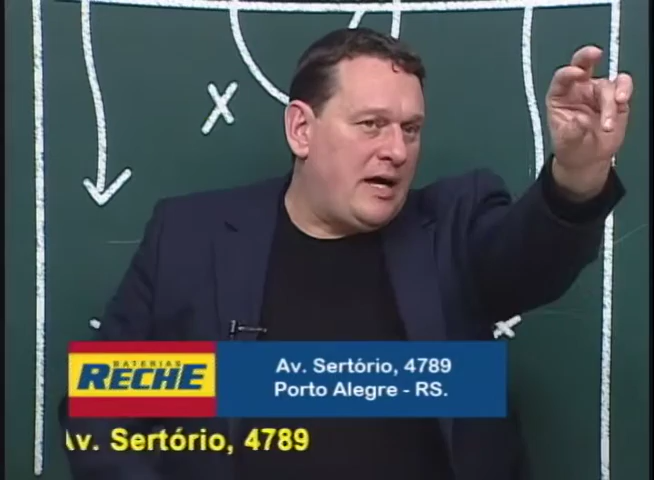 BATERIAS
RECHE
Av. Sertório, 4789
Porto Alegre - RS.
Av. Sertório, 4789